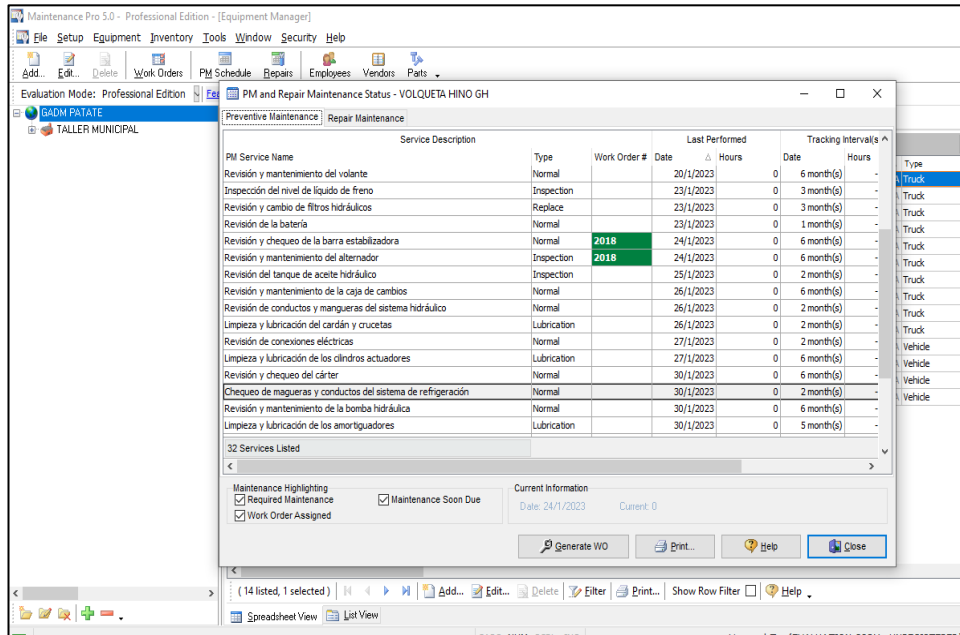 Maintenance Pro 5.0 - Professional Edition - [Equipment Manager]
File Setup Equipment Inventory Tools Window Security Help
Add... Edit... Delete Work Orders PM Schedule Repairs Employees Vendors Parts
Evaluation Mode: Professional Edition
GADM PATATE
TALLER MUNICIPAL
PM and Repair Maintenance Status - VOLQUETA HINO GH
Preventive Maintenance Repair Maintenance
Service Description Last Performed Tracking Interval(s
PM Service Name Type Work Order # Date Hours Date Hours
Revisión y mantenimiento del volante Normal 20/1/2023 0 6 month(s) -
Inspección del nivel de líquido de freno Inspection 23/1/2023 0 3 month(s) -
Revisión y cambio de filtros hidráulicos Replace 23/1/2023 0 3 month(s) -
Revisión de la batería Normal 23/1/2023 0 1 month(s) -
Revisión y chequeo de la barra estabilizadora Normal 2018 24/1/2023 0 6 month(s) -
Revisión y mantenimiento del alternador Inspection 2018 24/1/2023 0 6 month(s) -
Revisión del tanque de aceite hidráulico Inspection 25/1/2023 0 2 month(s) -
Revisión y mantenimiento de la caja de cambios Normal 26/1/2023 0 6 month(s) -
Revisión de conductos y mangueras del sistema hidráulico Normal 26/1/2023 0 2 month(s) -
Limpieza y lubricación del cardán y crucetas Lubrication 26/1/2023 0 2 month(s) -
Revisión de conexiones eléctricas Normal 27/1/2023 0 2 month(s) -
Limpieza y lubricación de los cilindros actuadores Lubrication 27/1/2023 0 6 month(s) -
Revisión y chequeo del cárter Normal 30/1/2023 0 6 month(s) -
Chequeo de magueras y conductos del sistema de refrigeración Normal 30/1/2023 0 2 month(s) -
Revisión y mantenimiento de la bomba hidráulica Normal 30/1/2023 0 6 month(s) -
Limpieza y lubricación de los amortiguadores Lubrication 30/1/2023 0 5 month(s) -
32 Services Listed
Maintenance Highlighting
Required Maintenance Maintenance Soon Due
Work Order Assigned
Current Information
Date: 24/1/2023 Current: 0
Generate WO Print... Help Close
Type
Truck
Truck
Truck
Truck
Truck
Truck
Truck
Truck
Truck
Truck
Vehicle
Vehicle
Vehicle
Vehicle
(14 listed, 1 selected) Add... Edit... Delete Filter Print... Show Row Filter Help
Spreadsheet View List View